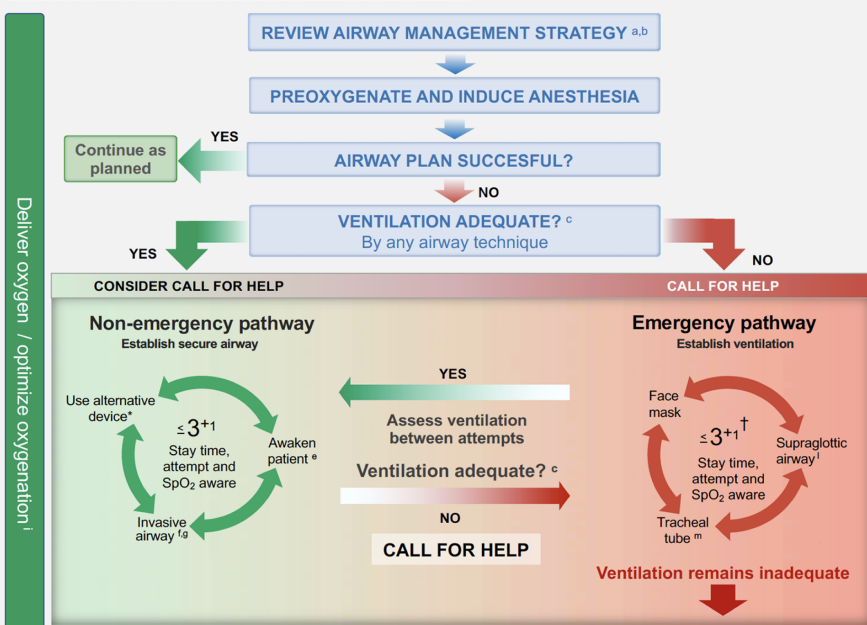 Deliver oxygen / optimize oxygenation i
REVIEW AIRWAY MANAGEMENT STRATEGY a,b
PREOXYGENATE AND INDUCE ANESTHESIA
YES
Continue as
planned
AIRWAY PLAN SUCCESFUL?
NO
VENTILATION ADEQUATE? c
By any airway technique
YES
NO
CONSIDER CALL FOR HELP
CALL FOR HELP
Non-emergency pathway
Establish secure airway
Use alternative
device*
≤3+1
Stay time,
attempt and
SpO2 aware
Awaken
patient e
Invasive
airway f,g
YES
Assess ventilation
between attempts
Ventilation adequate? c
NO
CALL FOR HELP
Emergency pathway
Establish ventilation
Face
mask
≤3+1†
Stay time,
attempt and
SpO2 aware
Supraglottic
airway l
Tracheal
tube m
Ventilation remains inadequate